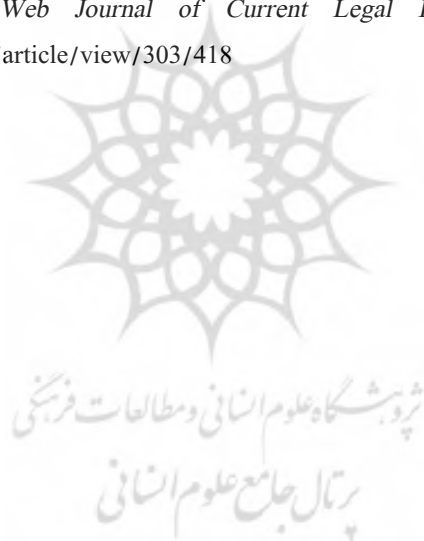 Web Journal of Current Legal I
article/view/303/418
پژوهشگاه علوم انسانی و مطالعات فرهنگی
پرتال جامع علوم انسانی